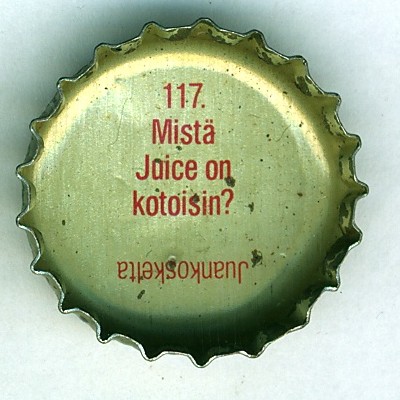 117.
Mistä
Juice on
kotoisin?
Juankoskelta